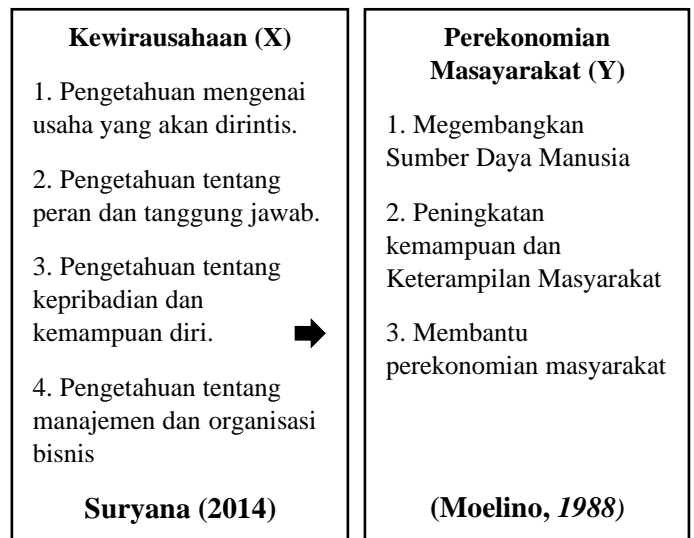 Kewirausahaan (X)
1. Pengetahuan mengenai
usaha yang akan dirintis.
2. Pengetahuan tentang
peran dan tanggung jawab.
3. Pengetahuan tentang
kepribadian dan
kemampuan diri.
4. Pengetahuan tentang
manajemen dan organisasi
bisnis
Suryana (2014)
Perekonomian
Masayarakat (Y)
1. Megembangkan
Sumber Daya Manusia
2. Peningkatan
kemampuan dan
Keterampilan Masyarakat
3. Membantu
perekonomian masyarakat
(Moelino, 1988)